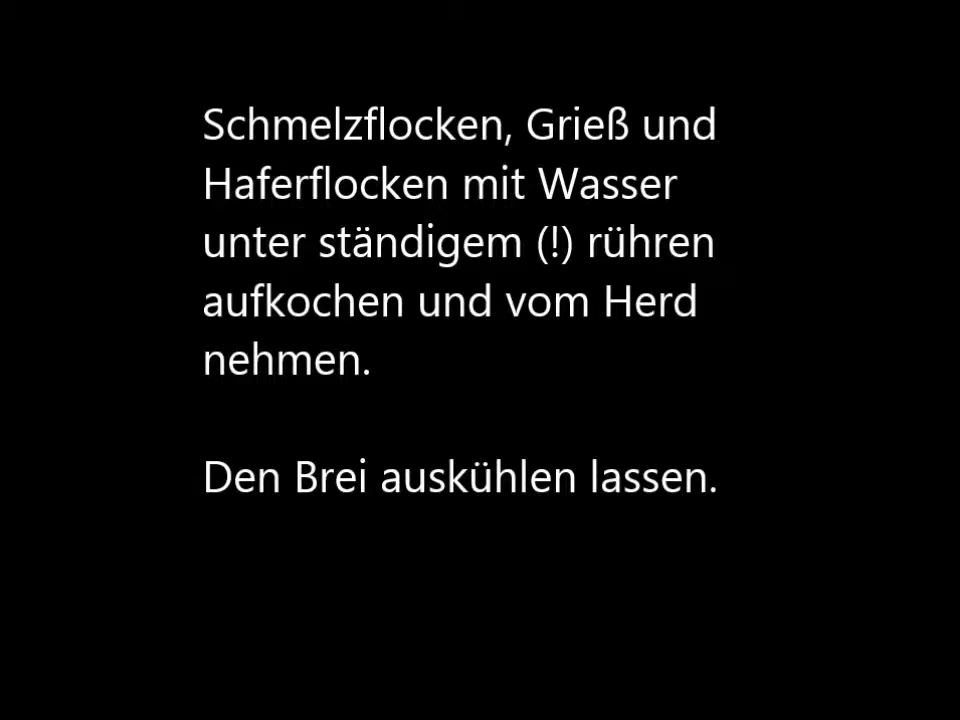 Schmelzflocken, Grieß und
Haferflocken mit Wasser
unter ständigem (!) rühren
aufkochen und vom Herd
nehmen.
Den Brei auskühlen lassen.